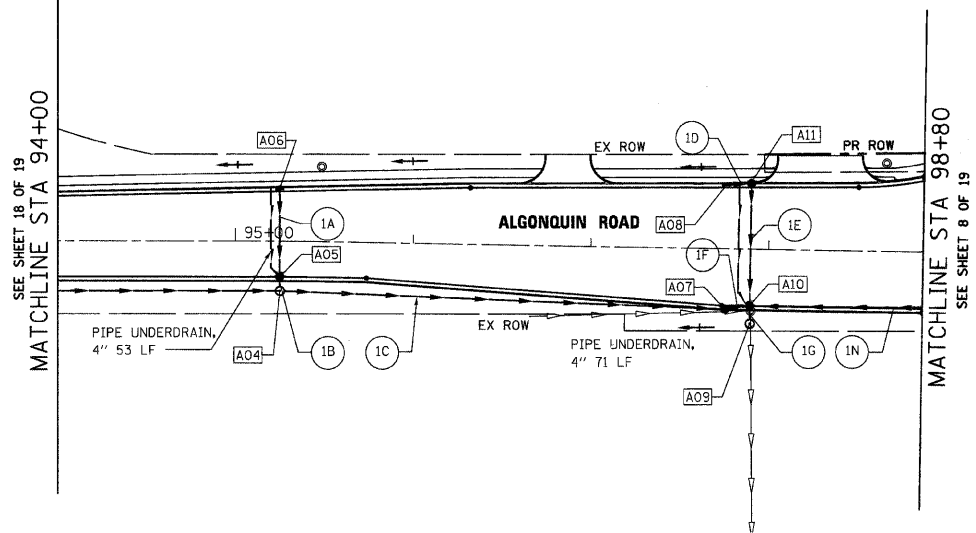 SEE SHEET 18 OF 19
MATCHLINE STA 94+00
A06
1A
95+00
A05
PIPE UNDERDRAIN,
4" 53 LF
A04
1B
1C
EX ROW
EX ROW
1D
A11
PR ROW
ALGONQUIN ROAD
A08
1E
1F
A07
A10
PIPE UNDERDRAIN,
4" 71 LF
1G
1N
A09
MATCHLINE STA 98+80
SEE SHEET 8 OF 19